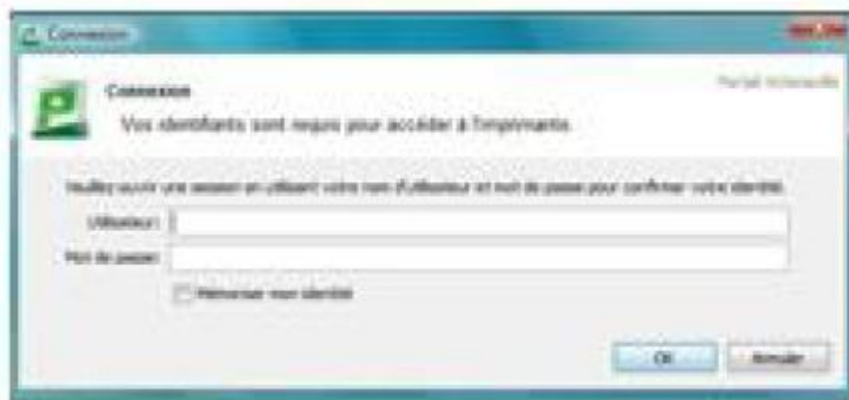 Connexion
Connexion
Vos identifiants sont requis pour accéder à l'imprimante.
Veuillez ouvrir une session en utilisant votre nom d'utilisateur et mot de passe pour confirmer votre identité.
Utilisateur:
Mot de passe:
Mémoriser mon identité
OK
Annuler